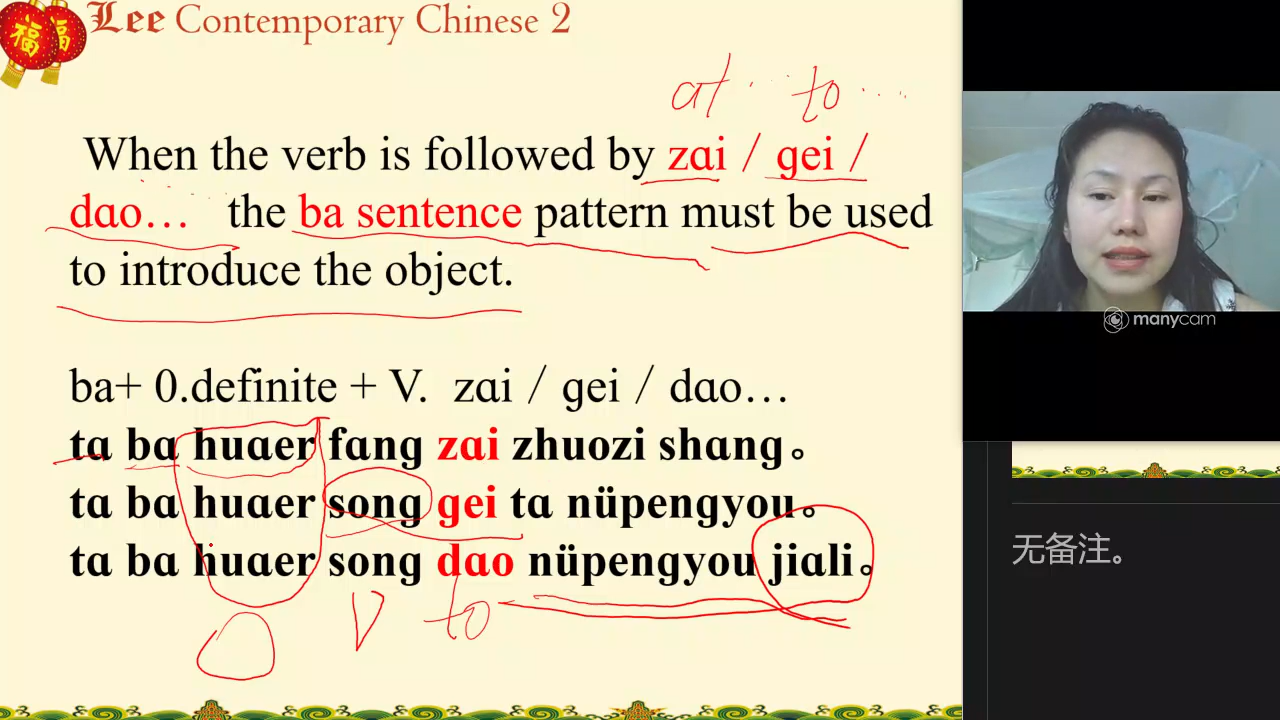 福 福 Lee Contemporary Chinese 2
at to
When the verb is followed by zai / gei /
dao… the ba sentence pattern must be used
to introduce the object.
ba+ 0.definite + V. zai / gei / dao…
ta ba huaer fang zai zhuozi shang。
ta ba huaer song gei ta nüpengyou。
ta ba huaer song dao nüpengyou jiali。
O V to
manycam
无备注。